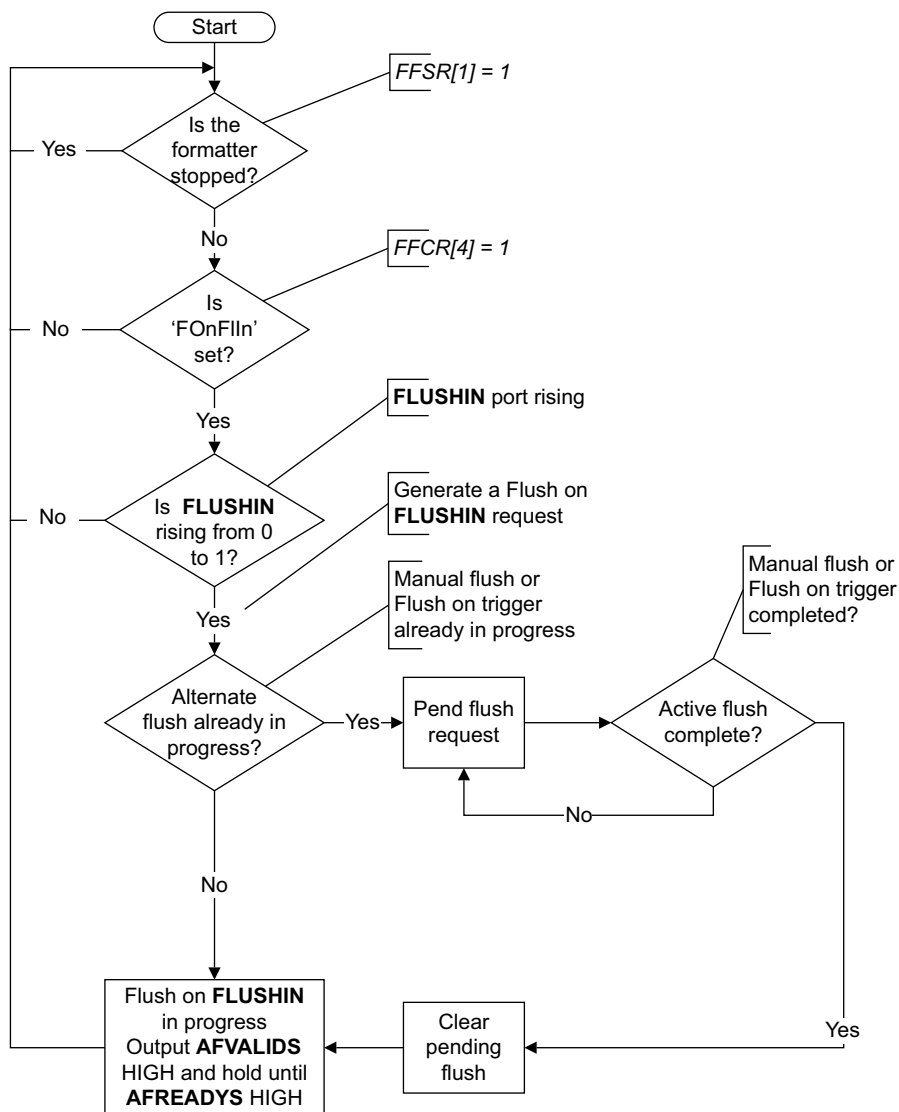 Start
FFSR[1] = 1
Is the
formatter
stopped?
Yes
No
FFCR[4] = 1
Is
‘FOnFlIn’
set?
No
Yes
FLUSHIN port rising
Is FLUSHIN
rising from 0
to 1?
No
Generate a Flush on
FLUSHIN request
Yes
Manual flush or
Flush on trigger
already in progress
Manual flush or
Flush on trigger
completed?
Alternate
flush already in
progress?
Yes
Pend flush
request
Active flush
complete?
No
No
Yes
Flush on FLUSHIN
in progress
Output AFVALIDS
HIGH and hold until
AFREADYS HIGH
Clear
pending
flush